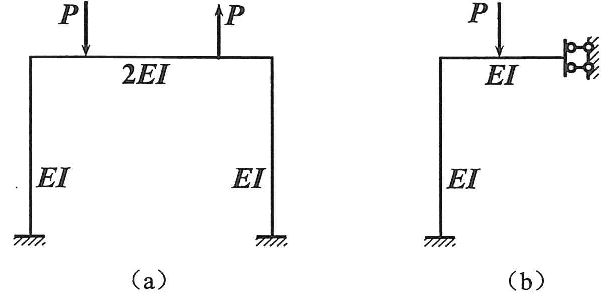 P P P
2EI EI
EI EI EI
(a) (b)